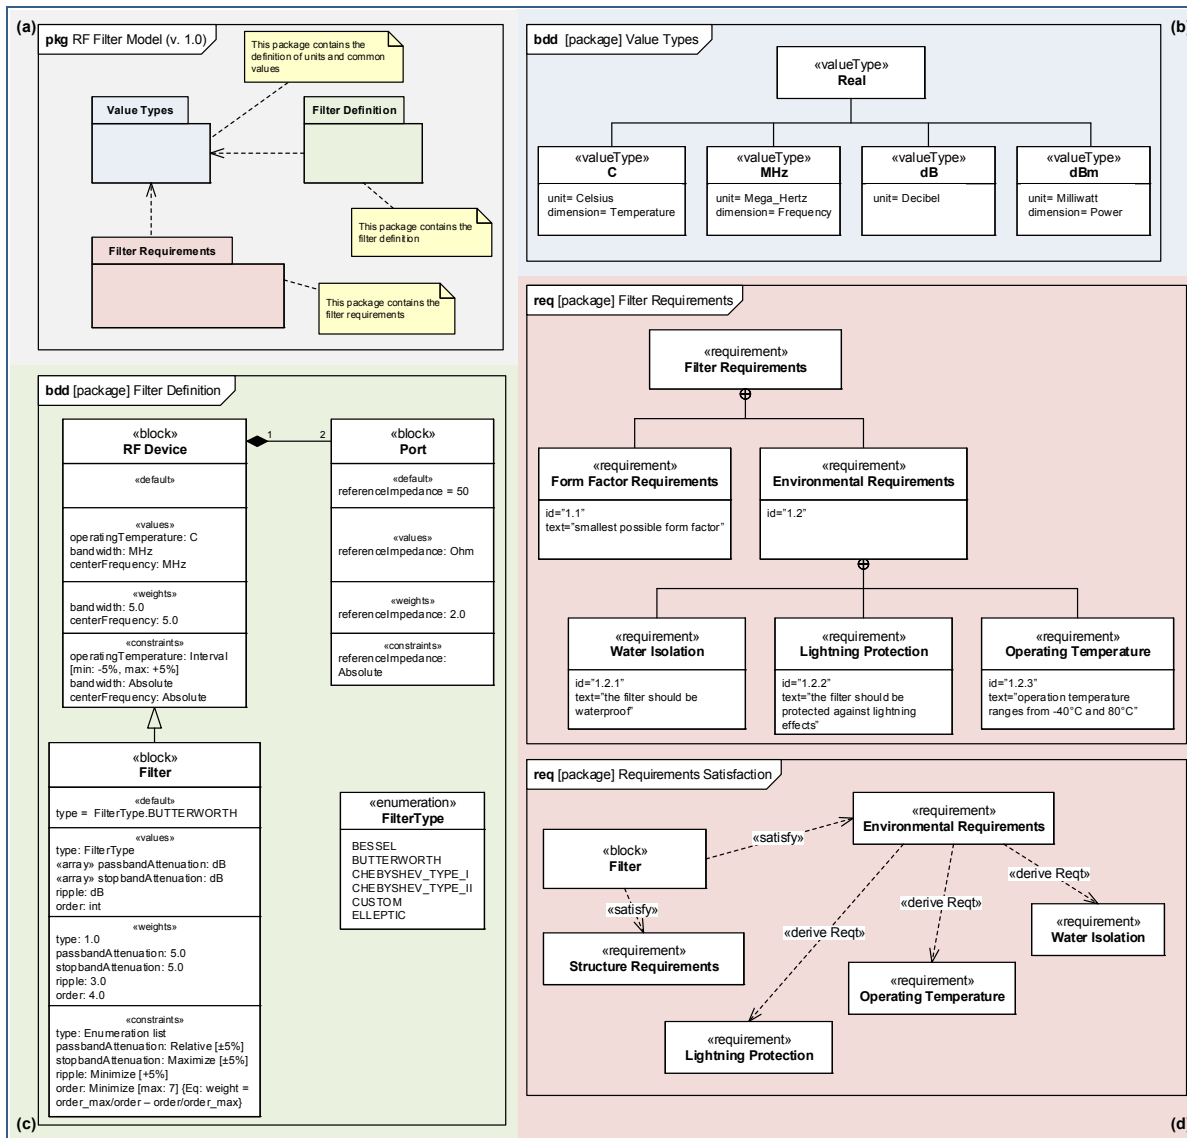 (a)
pkg RF Filter Model (v. 1.0)
This package contains the
definition of units and common
values
Value Types
Filter Definition
This package contains the
filter definition
Filter Requirements
This package contains the
filter requirements
(b)
bdd [package] Value Types
«valueType»
Real
«valueType»
C
unit= Celsius
dimension= Temperature
«valueType»
MHz
unit= Mega_Hertz
dimension= Frequency
«valueType»
dB
unit= Decibel
«valueType»
dBm
unit= Milliwatt
dimension= Power
bdd [package] Filter Definition
«block»
RF Device
«default»
«values»
operatingTemperature: C
bandwidth: MHz
centerFrequency: MHz
«weights»
bandwidth: 5.0
centerFrequency: 5.0
«constraints»
operatingTemperature: Interval
[min: -5%, max: +5%]
bandwidth: Absolute
centerFrequency: Absolute
1
2
«block»
Port
«default»
referenceImpedance = 50
«values»
referenceImpedance: Ohm
«weights»
referenceImpedance: 2.0
«constraints»
referenceImpedance:
Absolute
«block»
Filter
«default»
type = FilterType.BUTTERWORTH
«values»
type: FilterType
«array» passbandAttenuation: dB
«array» stopbandAttenuation: dB
ripple: dB
order: int
«weights»
type: 1.0
passbandAttenuation: 5.0
stopbandAttenuation: 5.0
ripple: 3.0
order: 4.0
«constraints»
type: Enumeration list
passbandAttenuation: Relative [±5%]
stopbandAttenuation: Maximize [±5%]
ripple: Minimize [+5%]
order: Minimize [max: 7] {Eq: weight =
order_max/order – order/order_max}
«enumeration»
FilterType
BESSEL
BUTTERWORTH
CHEBYSHEV_TYPE_I
CHEBYSHEV_TYPE_II
CUSTOM
ELLEPTIC
(c)
req [package] Filter Requirements
«requirement»
Filter Requirements
«requirement»
Form Factor Requirements
id="1.1"
text="smallest possible form factor"
«requirement»
Environmental Requirements
id="1.2"
«requirement»
Water Isolation
id="1.2.1"
text="the filter should be
waterproof"
«requirement»
Lightning Protection
id="1.2.2"
text="the filter should be
protected against lightning
effects"
«requirement»
Operating Temperature
id="1.2.3"
text="operation temperature
ranges from -40°C and 80°C"
req [package] Requirements Satisfaction
«block»
Filter
«satisfy»
«requirement»
Environmental Requirements
«satisfy»
«derive Reqt»
«derive Reqt»
«derive Reqt»
«requirement»
Structure Requirements
«requirement»
Water Isolation
«requirement»
Operating Temperature
«requirement»
Lightning Protection
(d)